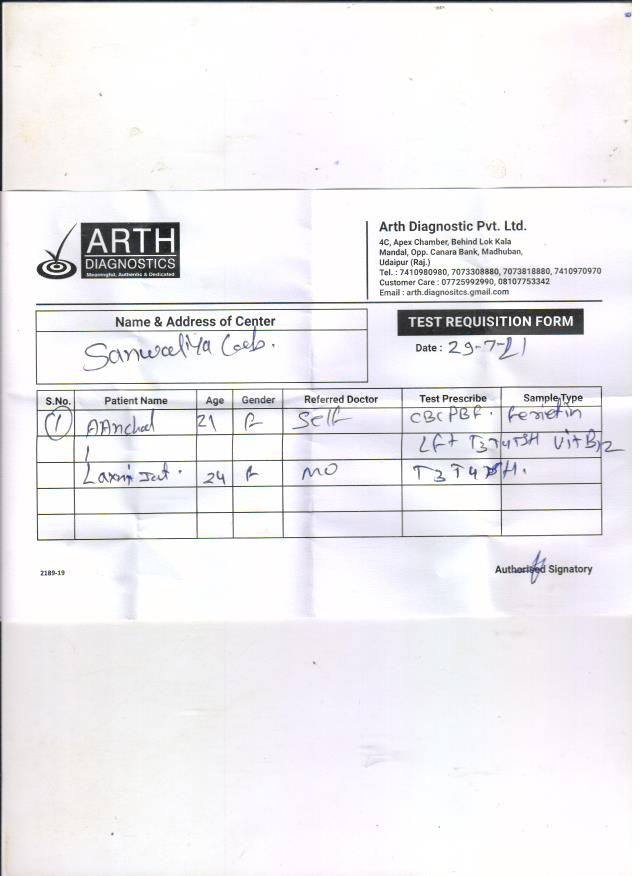 ARTH
DIAGNOSTICS
Meaningful, Authentic & Dedicated
Arth Diagnostic Pvt. Ltd.
4C, Apex Chamber, Behind Lok Kala
Mandal, Opp. Canara Bank, Madhuban,
Udaipur (Raj.)
Tel. : 7410980980, 7073308880, 7073818880, 7410970970
Customer Care : 07725992990, 08107753342
Email : arth.diagnositcs.gmail.com
Name & Address of Center
Sanwaliya Lab.
TEST REQUISITION FORM
Date : 29-7-21
S.No. Patient Name Age Gender Referred Doctor Test Prescribe Sample Type
1 AAnchal 21 F Self CBC PBF. Ferietin
LFt T3T4TSH Vit B12
Laxmi Jat. 24 F MO T3 T4 SH.
2189-19
Authorised Signatory